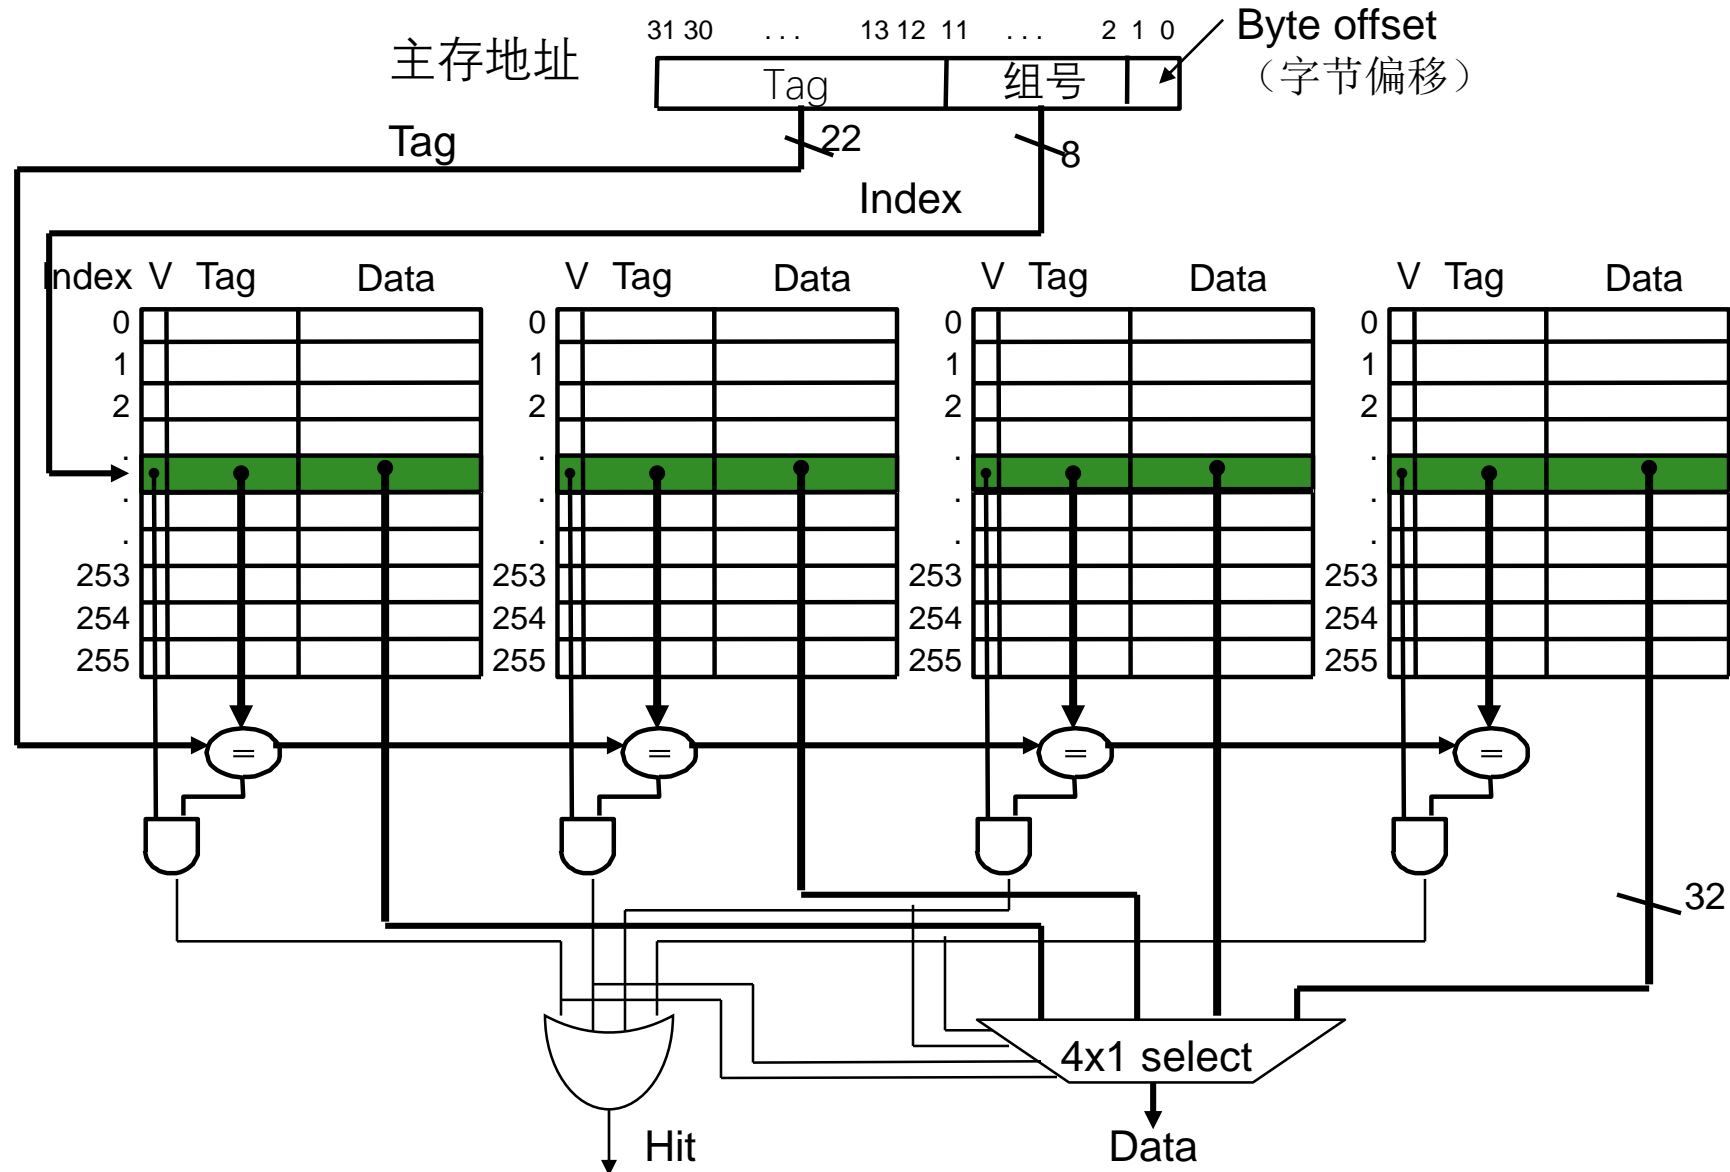 31 30 ... 13 12 11 ... 2 1 0
Byte offset
(字节偏移)
主存地址
Tag 组号
22
8
Tag
Index
Index V Tag Data V Tag Data V Tag Data V Tag Data
0 0 0 0
1 1 1 1
2 2 2 2
. . . .
. . . .
. . . .
253 253 253 253
254 254 254 254
255 255 255 255
= = = =
32
4x1 select
Hit
Data